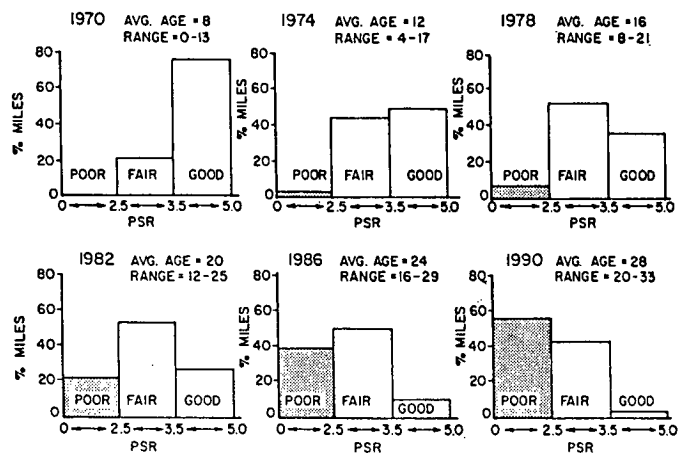 1970 AVG. AGE = 8
RANGE = 0-13
80
60
40
20
0
% MILES
POOR FAIR GOOD
0 2.5 3.5 5.0
PSR
1974 AVG. AGE = 12
RANGE = 4-17
80
60
40
20
0
% MILES
POOR FAIR GOOD
0 2.5 3.5 5.0
PSR
1978 AVG. AGE = 16
RANGE = 8-21
80
60
40
20
0
% MILES
POOR FAIR GOOD
0 2.5 3.5 5.0
PSR
1982 AVG. AGE = 20
RANGE = 12-25
80
60
40
20
0
% MILES
POOR FAIR GOOD
0 2.5 3.5 5.0
PSR
1986 AVG. AGE = 24
RANGE = 16-29
80
60
40
20
0
% MILES
POOR FAIR GOOD
0 2.5 3.5 5.0
PSR
1990 AVG. AGE = 28
RANGE = 20-33
80
60
40
20
0
% MILES
POOR FAIR GOOD
0 2.5 3.5 5.0
PSR